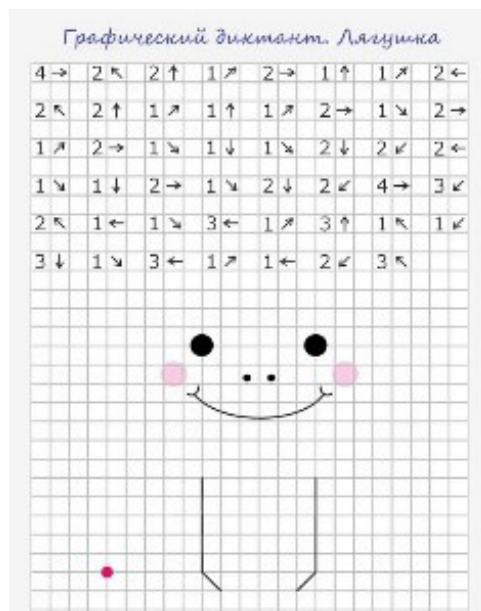 Графический диктант. Лягушка
4→ 2↖ 2↑ 1↗ 2→ 1↑ 1↗ 2←
2↖ 2↑ 1↗ 1↑ 1↗ 2→ 1↘ 2→
1↗ 2→ 1↘ 1↓ 1↘ 2↓ 2↙ 2←
1↘ 1↓ 2→ 1↘ 2↓ 2↙ 4→ 3↙
2↖ 1← 1↘ 3← 1↗ 3↑ 1↖ 1↙
3↓ 1↘ 3← 1↗ 1← 2↙ 3↖